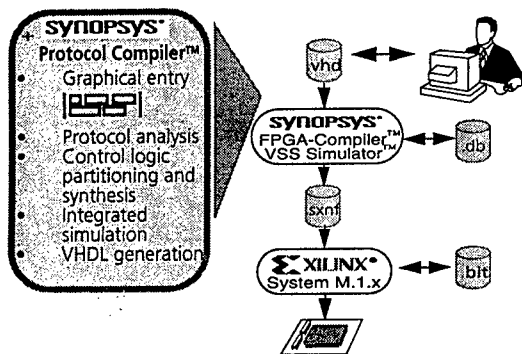 SYNOPSYS®
Protocol Compiler™
• Graphical entry
• Protocol analysis
• Control logic
partitioning and
synthesis
• Integrated
simulation
• VHDL generation
.vhd
SYNOPSYS®
FPGA-Compiler™
VSS Simulator™
.db
sxnf
XILINX®
System M.1.x
.bit